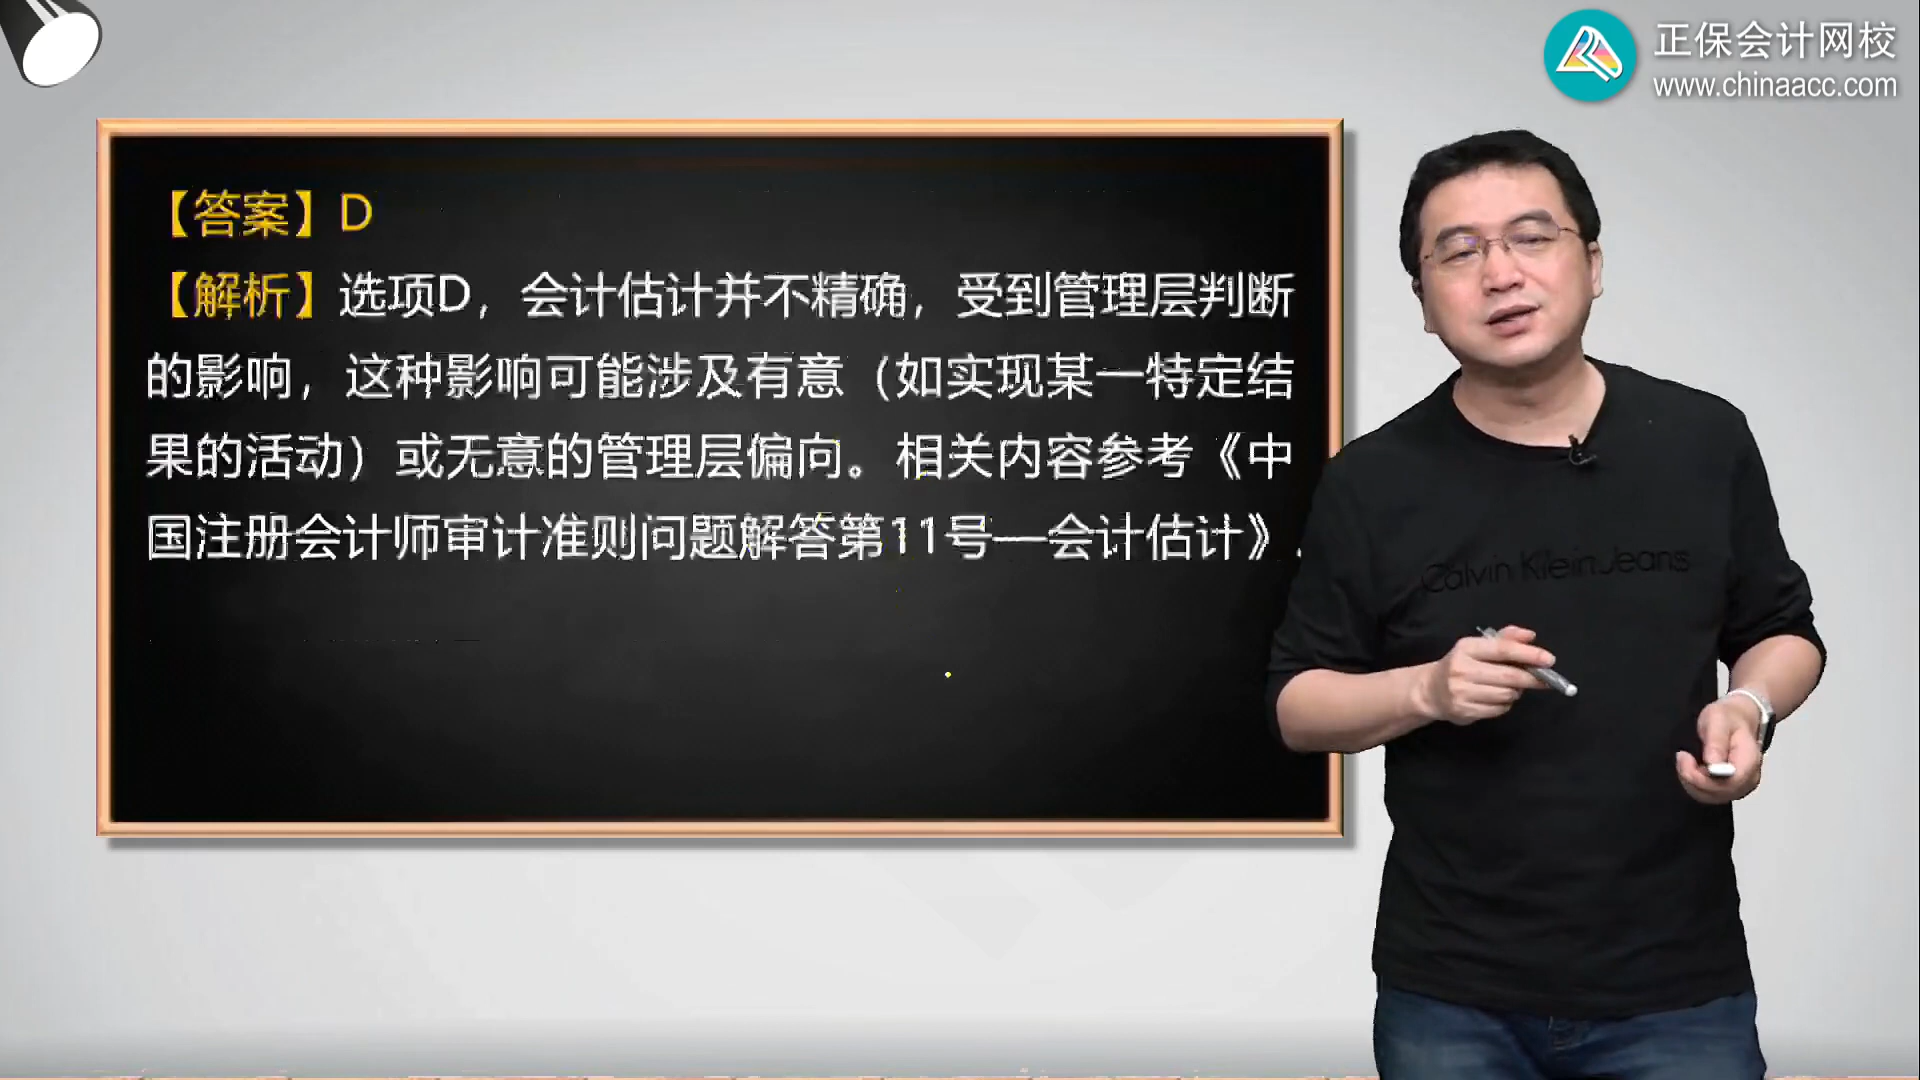 正保会计网校
www.chinaacc.com
【答案】D
【解析】选项D，会计估计并不精确，受到管理层判断
的影响，这种影响可能涉及有意（如实现某一特定结
果的活动）或无意的管理层偏向。相关内容参考《中
国注册会计师审计准则问题解答第11号—会计估计》.
Calvin Klein Jeans